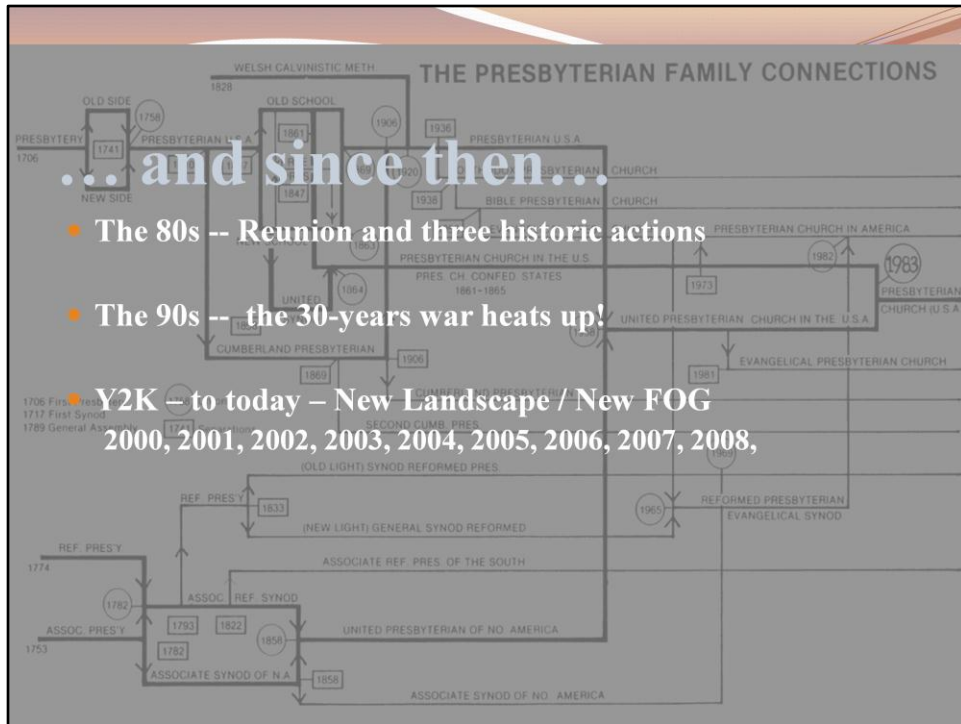 THE PRESBYTERIAN FAMILY CONNECTIONS
WELSH CALVINISTIC METH.
1828
OLD SIDE
1758
OLD SCHOOL
1861
1906
1936
PRESBYTERY
1706
1741
PRESBYTERIAN U.S.A.
PRESBYTERIAN U.S.A.
NEW SIDE
… and since then…
1920
CHURCH
1847
1938
BIBLE PRESBYTERIAN CHURCH
• The 80s -- Reunion and three historic actions
PRESBYTERIAN CHURCH IN AMERICA
1863
1982
1983
PRESBYTERIAN CHURCH IN THE U.S.
PRES. CH. CONFED. STATES
1861-1865
1864
1973
PRESBYTERIAN
CHURCH (U.S.A
UNITED
• The 90s -- the 30-years war heats up!
UNITED PRESBYTERIAN CHURCH IN THE U.S.A.
CUMBERLAND PRESBYTERIAN
1906
EVANGELICAL PRESBYTERIAN CHURCH
1869
1981
• Y2K – to today – New Landscape / New FOG
1706 First
1717 First Synod
1789 General Assembly
SECOND CUMB. PRES.
2000, 2001, 2002, 2003, 2004, 2005, 2006, 2007, 2008,
1969
(OLD LIGHT) SYNOD REFORMED PRES.
REF. PRES'Y
1833
1965
REFORMED PRESBYTERIAN
EVANGELICAL SYNOD
(NEW LIGHT) GENERAL SYNOD REFORMED
REF. PRES'Y
1774
ASSOCIATE REF. PRES. OF THE SOUTH
1782
ASSOC. REF. SYNOD
1793
1822
1858
ASSOC. PRES'Y
1753
1782
UNITED PRESBYTERIAN OF NO. AMERICA
ASSOCIATE SYNOD OF N.A.
1858
ASSOCIATE SYNOD OF NO. AMERICA